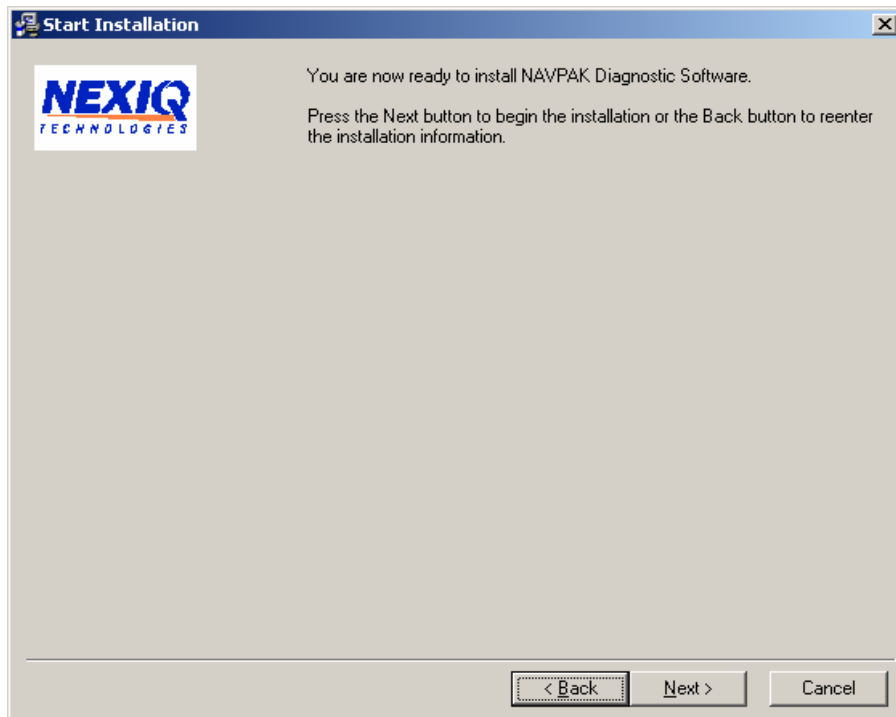 Start Installation
NEXIQ
TECHNOLOGIES
You are now ready to install NAVPAK Diagnostic Software.
Press the Next button to begin the installation or the Back button to reenter
the installation information.
< Back
Next >
Cancel